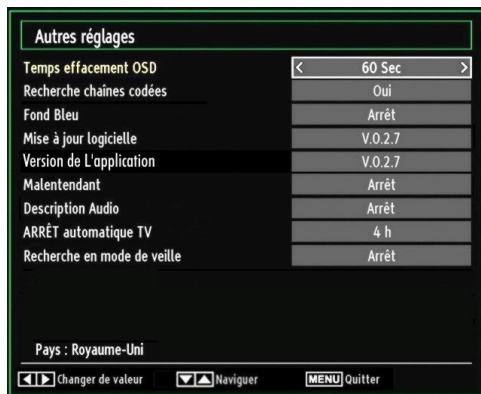 Autres réglages
Temps effacement OSD < 60 Sec >
Recherche chaînes codées Oui
Fond Bleu Arrêt
Mise à jour logicielle V.0.2.7
Version de L'application V.0.2.7
Malentendant Arrêt
Description Audio Arrêt
ARRÊT automatique TV 4 h
Recherche en mode de veille Arrêt
Pays : Royaume-Uni
Changer de valeur Naviguer MENU Quitter